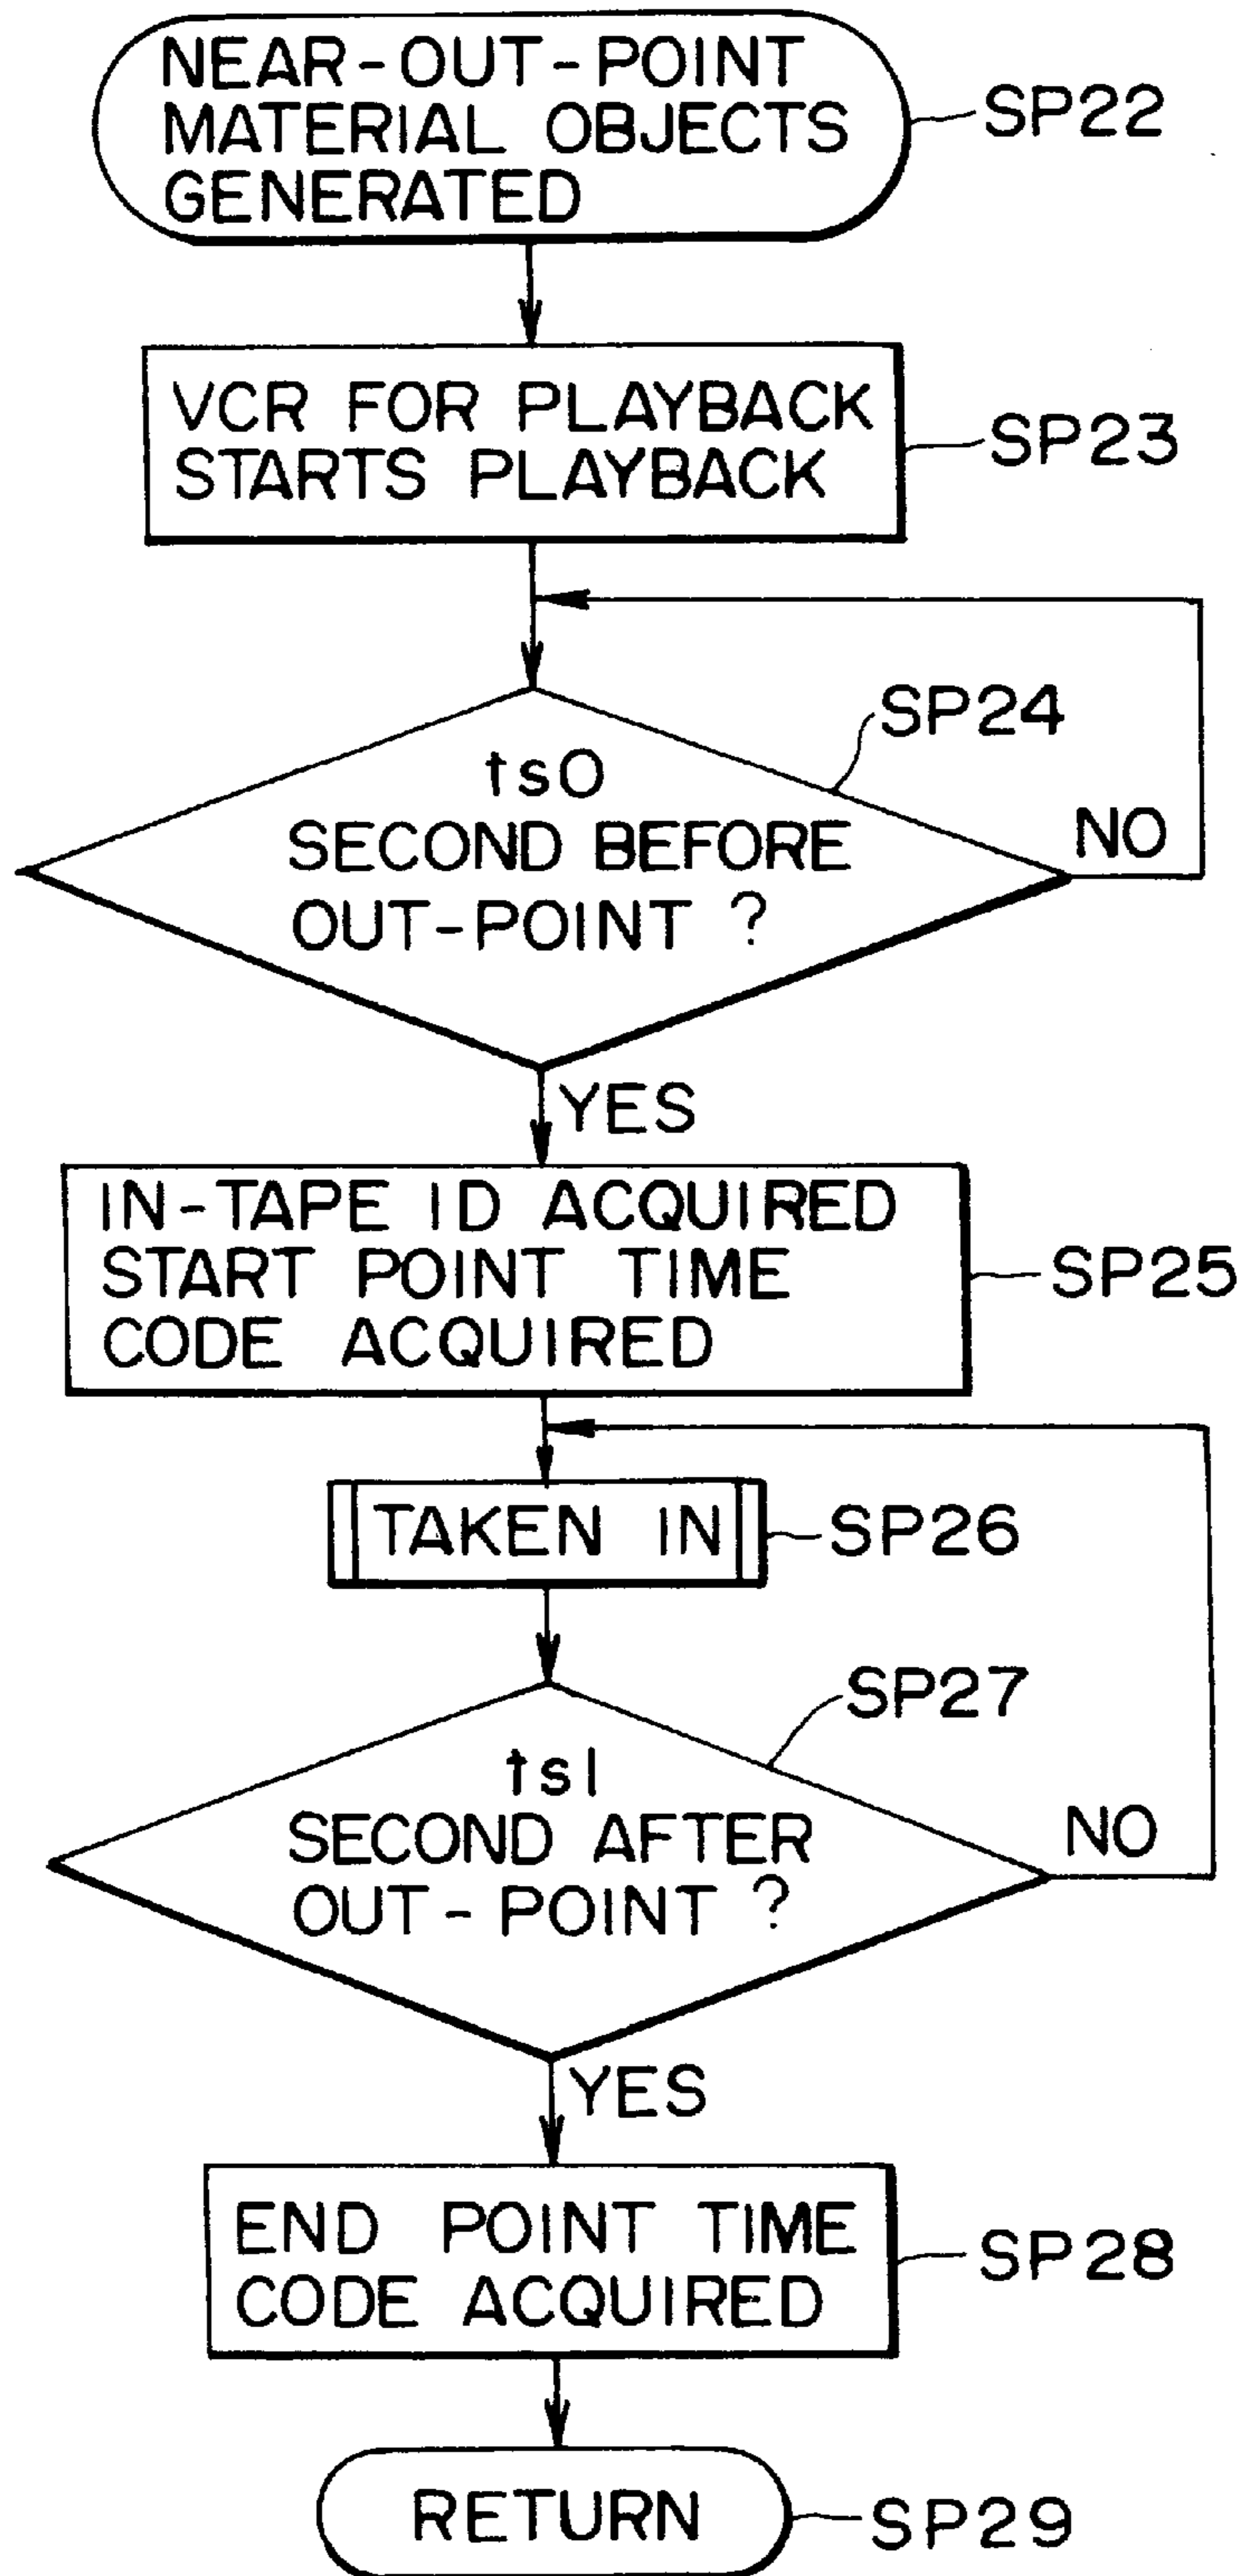 NEAR-OUT-POINT
MATERIAL OBJECTS
GENERATED
SP22
VCR FOR PLAYBACK
STARTS PLAYBACK
SP23
SP24
ts0
SECOND BEFORE
OUT-POINT ?
NO
YES
IN-TAPE ID ACQUIRED
START POINT TIME
CODE ACQUIRED
SP25
TAKEN IN
SP26
SP27
ts1
SECOND AFTER
OUT-POINT ?
NO
YES
END POINT TIME
CODE ACQUIRED
SP28
RETURN
SP29